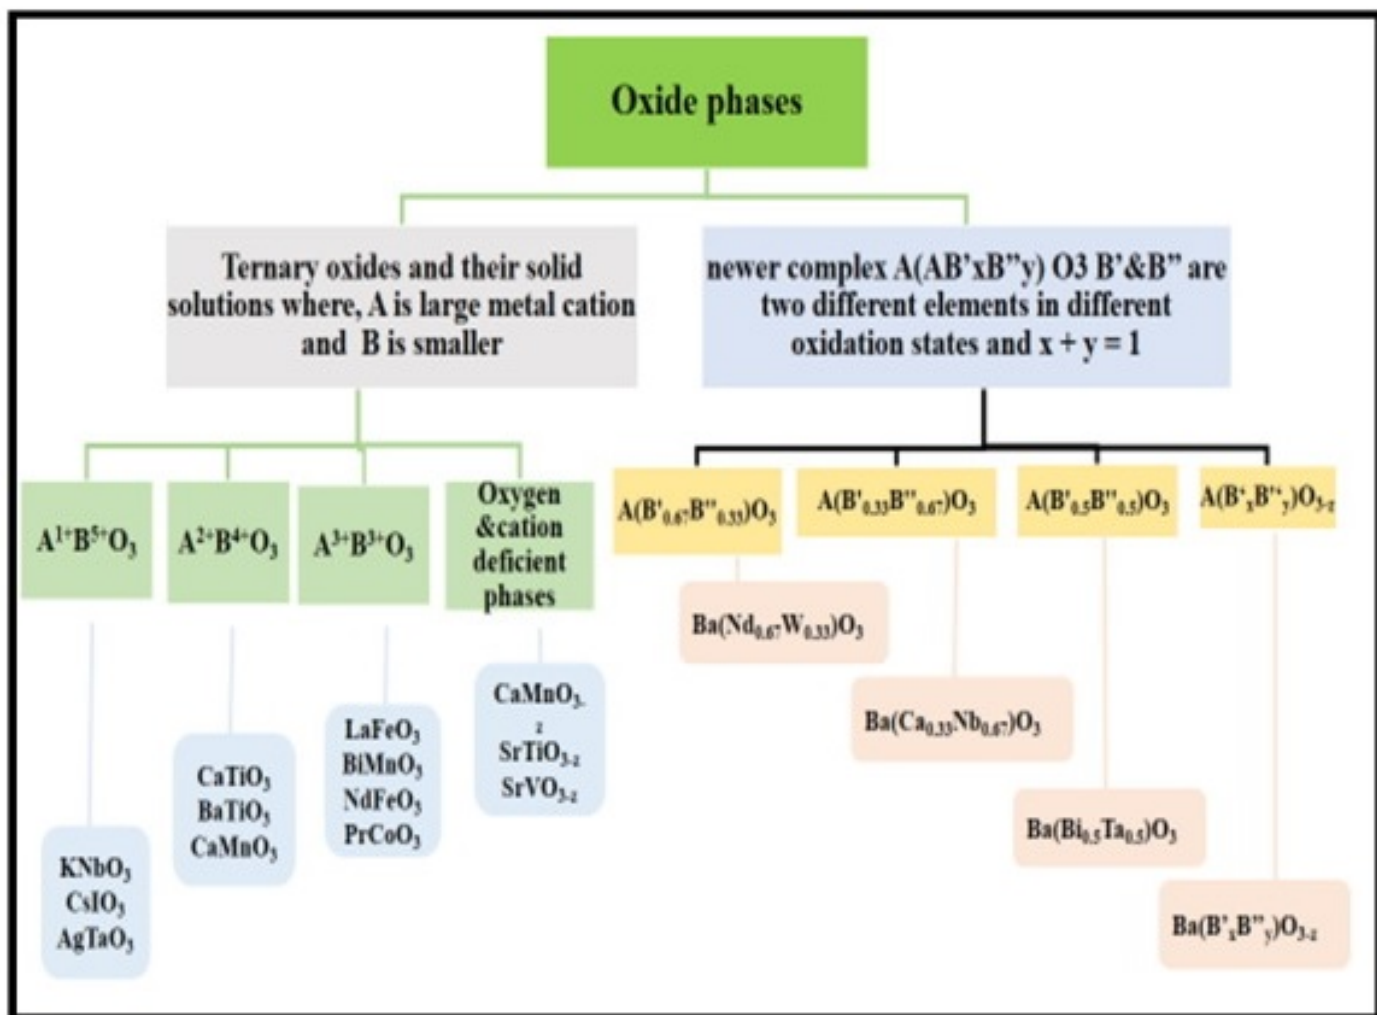 Oxide phases
Ternary oxides and their solid
solutions where, A is large metal cation
and B is smaller
newer complex A(AB’xB”y) O3 B’&B” are
two different elements in different
oxidation states and x + y = 1
A¹⁺B⁵⁺O₃
A²⁺B⁴⁺O₃
A³⁺B³⁺O₃
Oxygen
&cation
deficient
phases
A(B'₀.₆₇B''₀.₃₃)O₃
A(B'₀.₃₃B''₀.₆₇)O₃
A(B'₀.₅B''₀.₅)O₃
A(B‘ₓB"‘ᵧ)O₃₋z
KNbO₃
CsIO₃
AgTaO₃
CaTiO₃
BaTiO₃
CaMnO₃
LaFeO₃
BiMnO₃
NdFeO₃
PrCoO₃
CaMnO₃₋
z
SrTiO₃₋z
SrVO₃₋z
Ba(Nd₀.₆₇W₀.₃₃)O₃
Ba(Ca₀.₃₃Nb₀.₆₇)O₃
Ba(Bi₀.₅Ta₀.₅)O₃
Ba(B’ₓB”ᵧ)O₃₋z